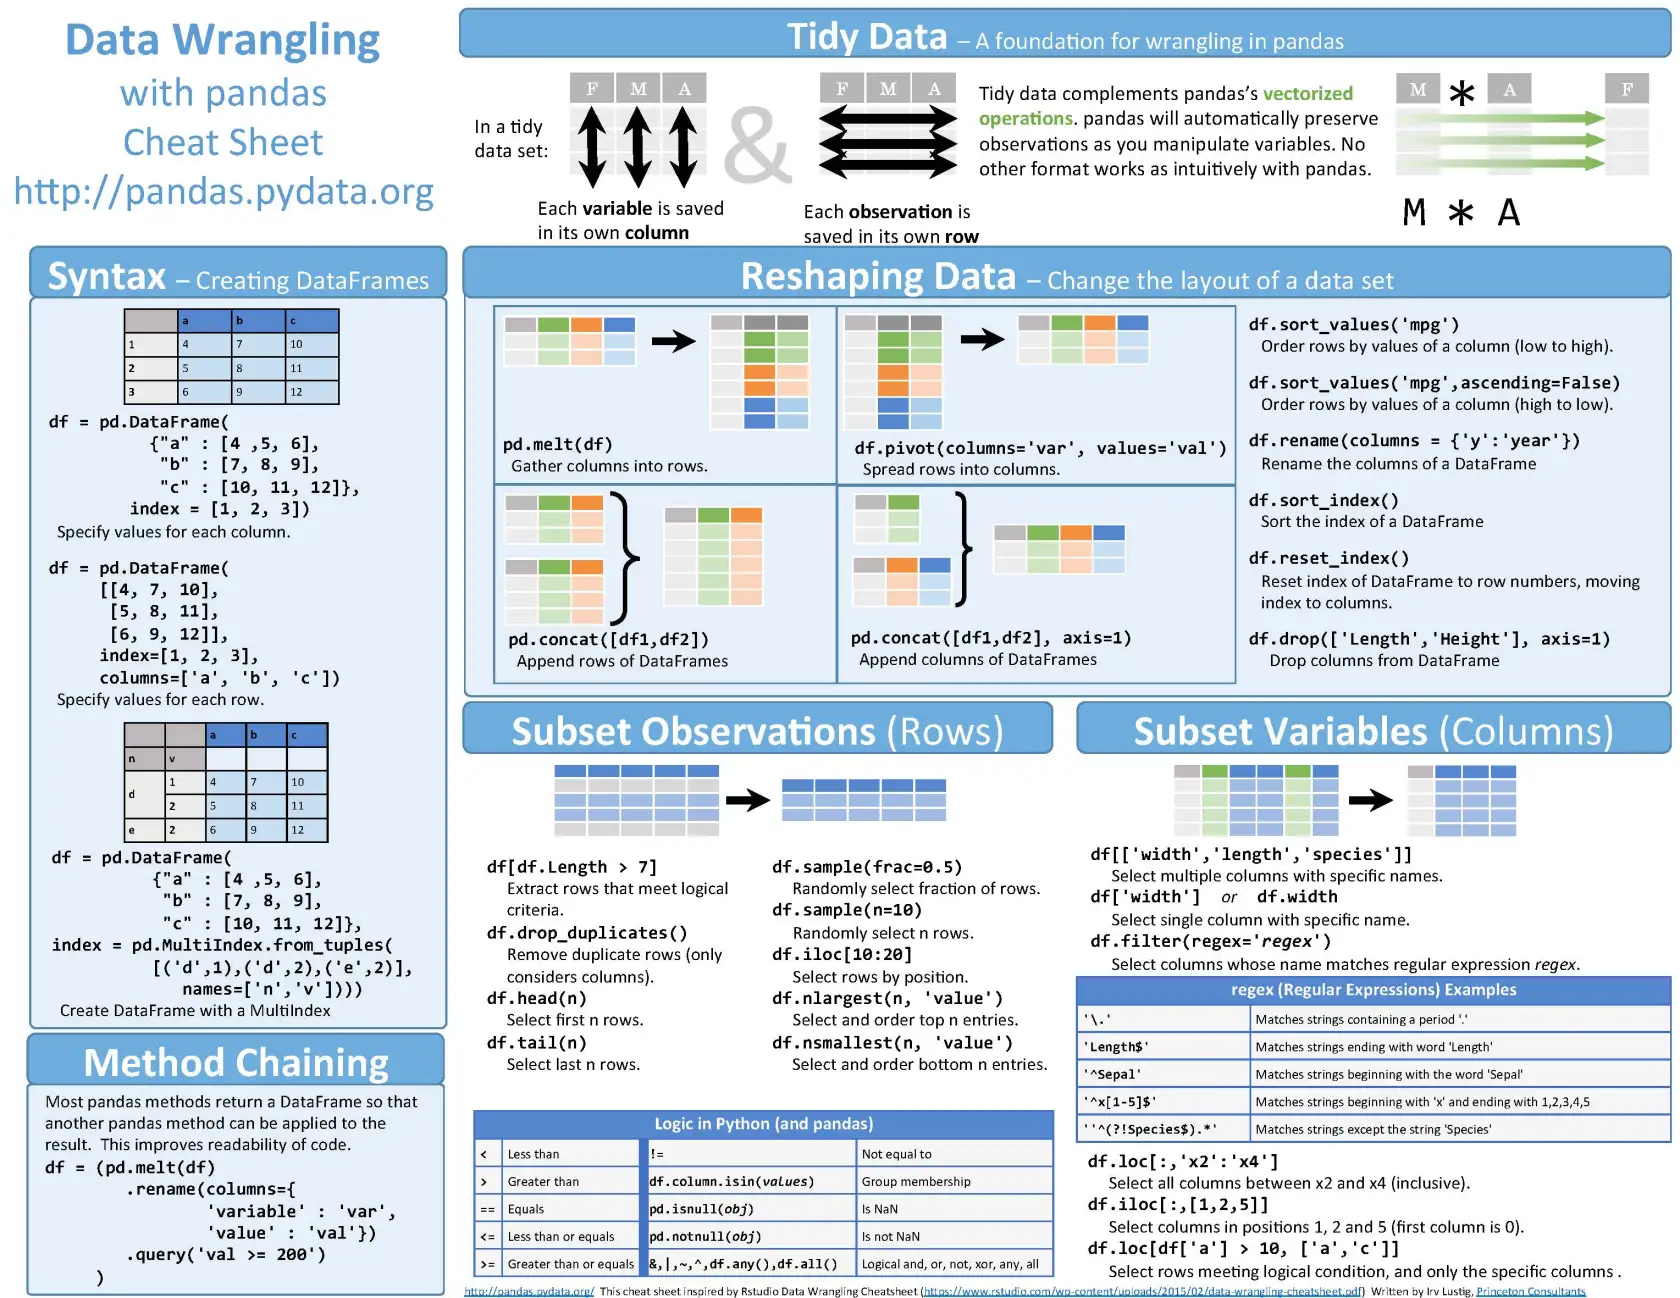 Data Wrangling
with pandas
Cheat Sheet
http://pandas.pydata.org
Tidy Data – A foundation for wrangling in pandas
In a tidy
data set:
F M A
Each variable is saved
in its own column
&
F M A
Each observation is
saved in its own row
Tidy data complements pandas's vectorized
operations. pandas will automatically preserve
observations as you manipulate variables. No
other format works as intuitively with pandas.
M * A F
M * A
Syntax – Creating DataFrames
a b c
1 4 7 10
2 5 8 11
3 6 9 12
df = pd.DataFrame(
{"a" : [4 ,5, 6],
"b" : [7, 8, 9],
"c" : [10, 11, 12]},
index = [1, 2, 3])
Specify values for each column.
df = pd.DataFrame(
[[4, 7, 10],
[5, 8, 11],
[6, 9, 12]],
index=[1, 2, 3],
columns=['a', 'b', 'c'])
Specify values for each row.
a b c
n v
d 1 4 7 10
2 5 8 11
e 2 6 9 12
df = pd.DataFrame(
{"a" : [4 ,5, 6],
"b" : [7, 8, 9],
"c" : [10, 11, 12]},
index = pd.MultiIndex.from_tuples(
[('d',1),('d',2),('e',2)],
names=['n','v'])))
Create DataFrame with a MultiIndex
Method Chaining
Most pandas methods return a DataFrame so that
another pandas method can be applied to the
result. This improves readability of code.
df = (pd.melt(df)
.rename(columns={
'variable' : 'var',
'value' : 'val'})
.query('val >= 200')
)
Reshaping Data – Change the layout of a data set
pd.melt(df)
Gather columns into rows.
df.pivot(columns='var', values='val')
Spread rows into columns.
pd.concat([df1,df2])
Append rows of DataFrames
pd.concat([df1,df2], axis=1)
Append columns of DataFrames
df.sort_values('mpg')
Order rows by values of a column (low to high).
df.sort_values('mpg',ascending=False)
Order rows by values of a column (high to low).
df.rename(columns = {'y':'year'})
Rename the columns of a DataFrame
df.sort_index()
Sort the index of a DataFrame
df.reset_index()
Reset index of DataFrame to row numbers, moving
index to columns.
df.drop(['Length','Height'], axis=1)
Drop columns from DataFrame
Subset Observations (Rows)
df[df.Length > 7]
Extract rows that meet logical
criteria.
df.drop_duplicates()
Remove duplicate rows (only
considers columns).
df.head(n)
Select first n rows.
df.tail(n)
Select last n rows.
df.sample(frac=0.5)
Randomly select fraction of rows.
df.sample(n=10)
Randomly select n rows.
df.iloc[10:20]
Select rows by position.
df.nlargest(n, 'value')
Select and order top n entries.
df.nsmallest(n, 'value')
Select and order bottom n entries.
Logic in Python (and pandas)
< Less than != Not equal to
> Greater than df.column.isin(values) Group membership
== Equals pd.isnull(obj) Is NaN
<= Less than or equals pd.notnull(obj) Is not NaN
>= Greater than or equals &,|,~,^,df.any(),df.all() Logical and, or, not, xor, any, all
Subset Variables (Columns)
df[['width','length','species']]
Select multiple columns with specific names.
df['width'] or df.width
Select single column with specific name.
df.filter(regex='regex')
Select columns whose name matches regular expression regex.
regex (Regular Expressions) Examples
'\.' Matches strings containing a period '.'
'Length$' Matches strings ending with word 'Length'
'^Sepal' Matches strings beginning with the word 'Sepal'
'^x[1-5]$' Matches strings beginning with 'x' and ending with 1,2,3,4,5
''^(?!Species$).*' Matches strings except the string 'Species'
df.loc[:,'x2':'x4']
Select all columns between x2 and x4 (inclusive).
df.iloc[:,[1,2,5]]
Select columns in positions 1, 2 and 5 (first column is 0).
df.loc[df['a'] > 10, ['a','c']]
Select rows meeting logical condition, and only the specific columns .
http://pandas.pydata.org/ This cheat sheet inspired by Rstudio Data Wrangling Cheatsheet (https://www.rstudio.com/wp-content/uploads/2015/02/data-wrangling-cheatsheet.pdf) Written by Irv Lustig, Princeton Consultants